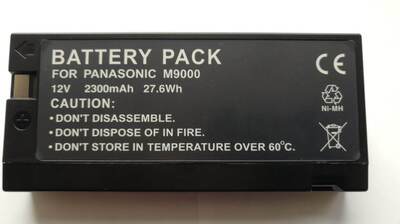 BATTERY PACK
FOR PANASONIC M9000
12V 2300mAh 27.6Wh
CAUTION:
•DON'T DISASSEMBLE.
•DON'T DISPOSE OF IN FIRE.
•DON'T STORE IN TEMPERATURE OVER 60°C.
Ni-MH
CE